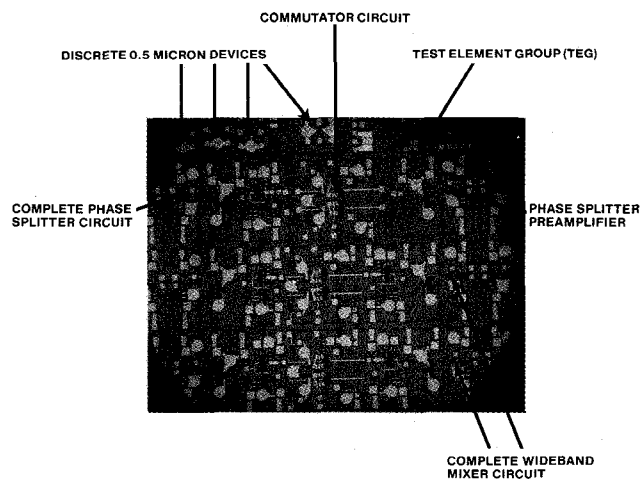 COMMUTATOR CIRCUIT
DISCRETE 0.5 MICRON DEVICES
TEST ELEMENT GROUP (TEG)
COMPLETE PHASE
SPLITTER CIRCUIT
PHASE SPLITTER
PREAMPLIFIER
COMPLETE WIDEBAND
MIXER CIRCUIT